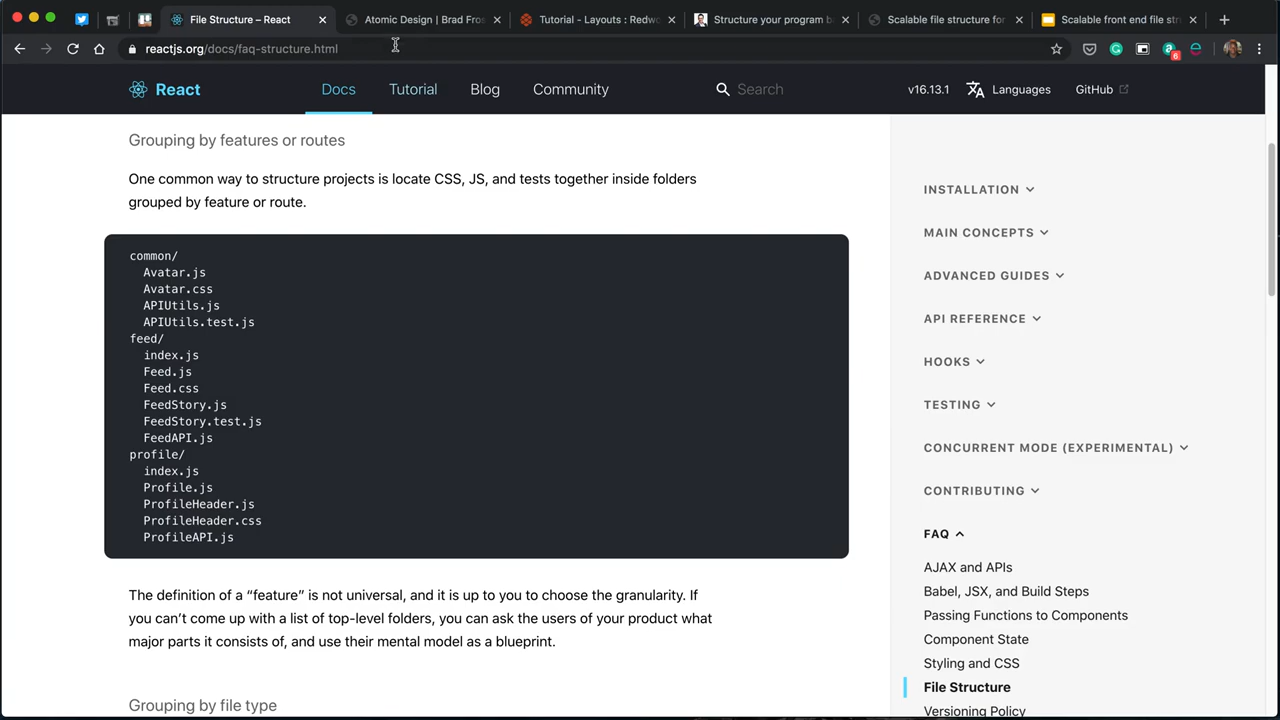 File Structure – React
Atomic Design | Brad Fros
Tutorial - Layouts : Redw
Structure your program ba
Scalable file structure for
Scalable front end file str
reactjs.org/docs/faq-structure.html
6
React
Docs
Tutorial
Blog
Community
Search
v16.13.1
Languages
GitHub
Grouping by features or routes
One common way to structure projects is locate CSS, JS, and tests together inside folders
grouped by feature or route.
common/
Avatar.js
Avatar.css
APIUtils.js
APIUtils.test.js
feed/
index.js
Feed.js
Feed.css
FeedStory.js
FeedStory.test.js
FeedAPI.js
profile/
index.js
Profile.js
ProfileHeader.js
ProfileHeader.css
ProfileAPI.js
The definition of a “feature” is not universal, and it is up to you to choose the granularity. If
you can’t come up with a list of top-level folders, you can ask the users of your product what
major parts it consists of, and use their mental model as a blueprint.
Grouping by file type
INSTALLATION
MAIN CONCEPTS
ADVANCED GUIDES
API REFERENCE
HOOKS
TESTING
CONCURRENT MODE (EXPERIMENTAL)
CONTRIBUTING
FAQ
AJAX and APIs
Babel, JSX, and Build Steps
Passing Functions to Components
Component State
Styling and CSS
File Structure
Versioning Policy